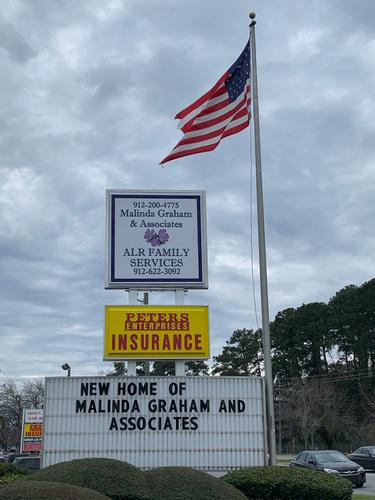 912-200-4775
Malinda Graham
& Associates
ALR FAMILY
SERVICES
912-622-3092
PETERS
ENTERPRISES
INSURANCE
NEW HOME OF
MALINDA GRAHAM AND
ASSOCIATES